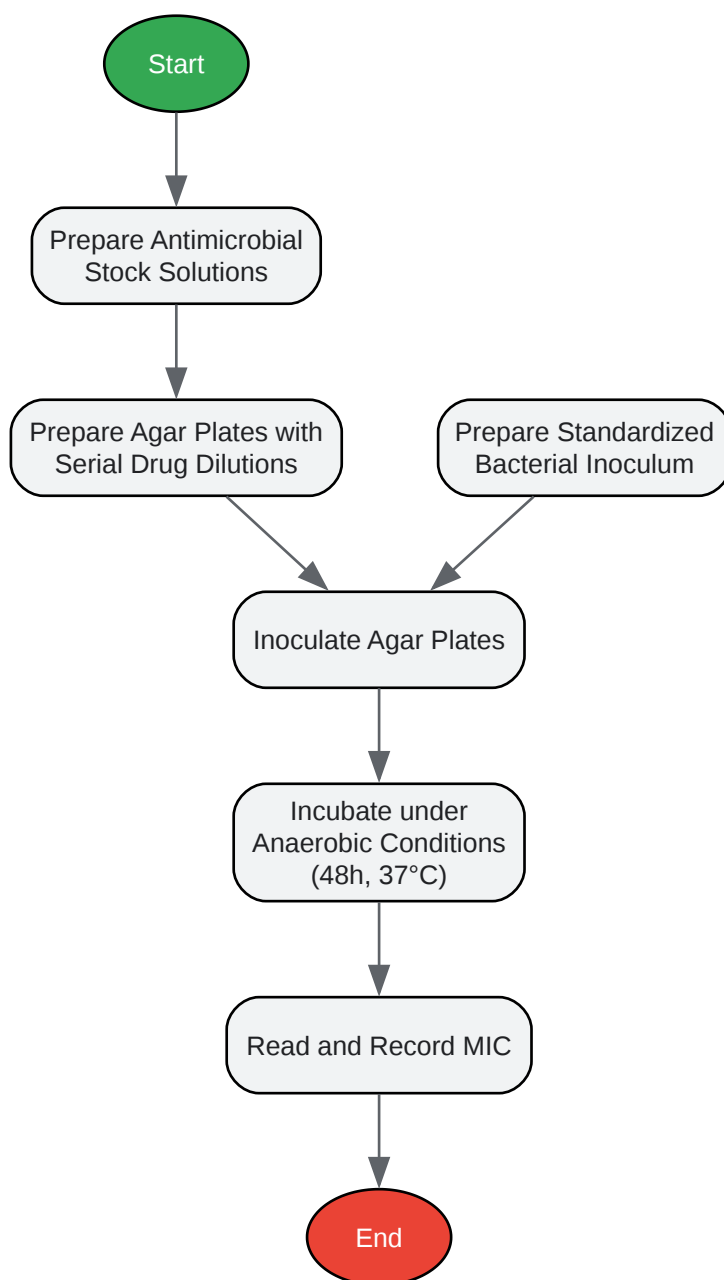 Start
Prepare Antimicrobial
Stock Solutions
Prepare Agar Plates with
Serial Drug Dilutions
Prepare Standardized
Bacterial Inoculum
Inoculate Agar Plates
Incubate under
Anaerobic Conditions
(48h, 37°C)
Read and Record MIC
End